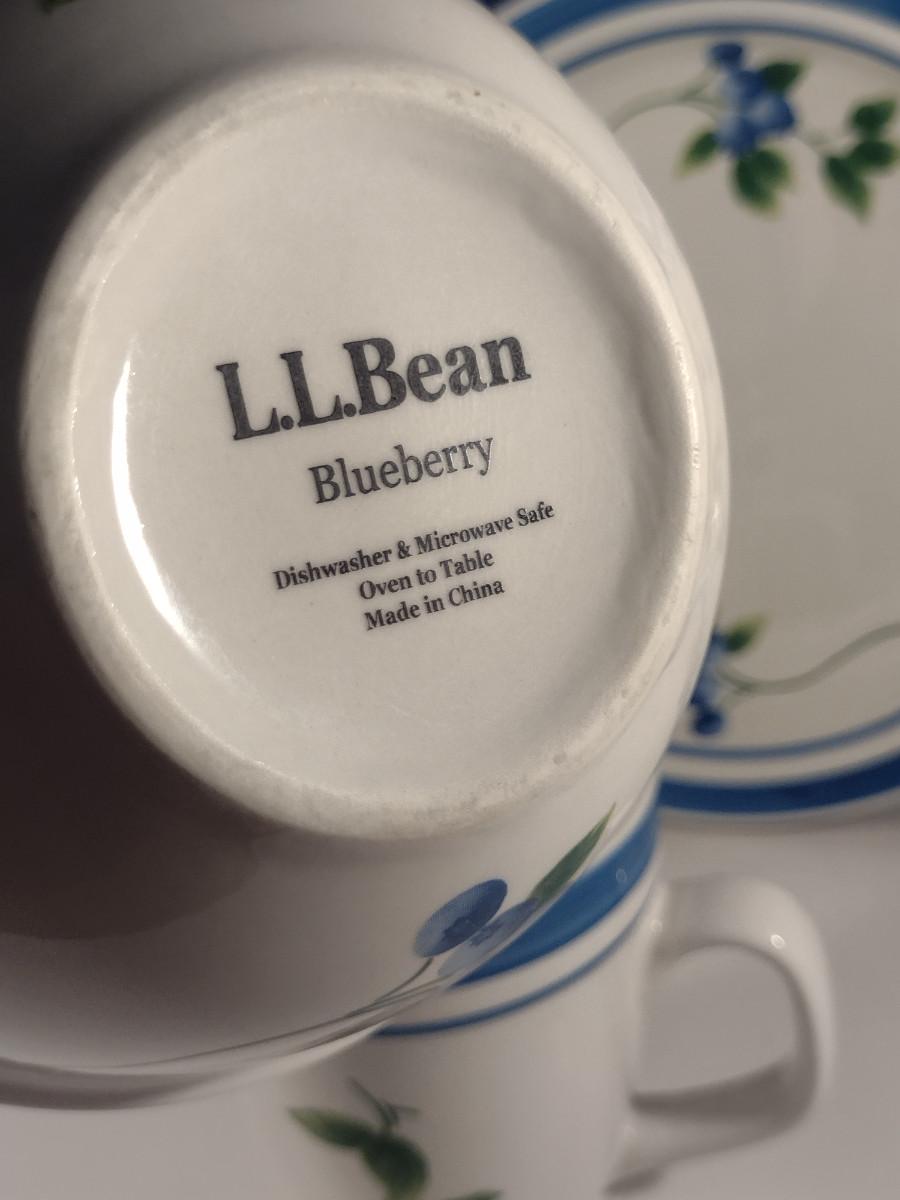 L.L.Bean
Blueberry
Dishwasher & Microwave Safe
Oven to Table
Made in China